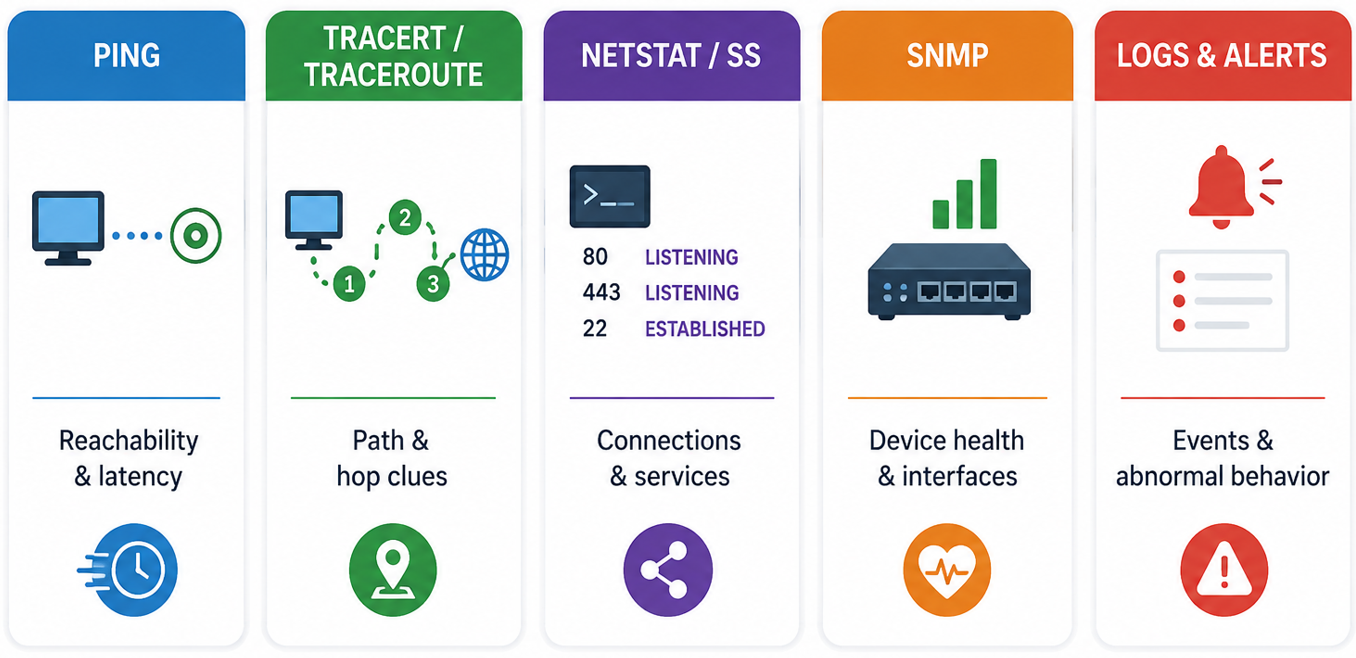 PING
TRACERT /
TRACEROUTE
1
2
3
Path &
hop clues
Reachability
& latency
NETSTAT / SS
>__
80 LISTENING
443 LISTENING
22 ESTABLISHED
Connections
& services
SNMP
Device health
& interfaces
LOGS & ALERTS
Events &
abnormal behavior
!